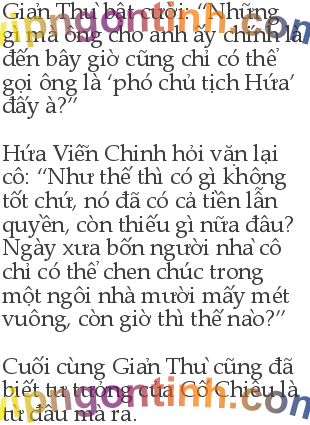 Giản Thu bật cười: “Những
gì mà ông cho anh ấy chính là
đến bây giờ cũng chỉ có thể
gọi ông là ‘phó chủ tịch Hứa’
đấy à?”
Hứa Viễn Chinh hỏi vặn lại
cô: “Như thế thì có gì không
tốt chứ, nó đã có cả tiền lẫn
quyền, còn thiếu gì nữa đâu?
Ngày xưa bốn người nhà cô
chỉ có thể chen chúc trong
một ngôi nhà mười mấy mét
vuông, còn giờ thì thế nào?”
Cuối cùng Giản Thu cũng đã
biết tư tưởng của Cố Chiêu là
từ đâu mà ra.
vipngontinh.com
vipngontinh.com